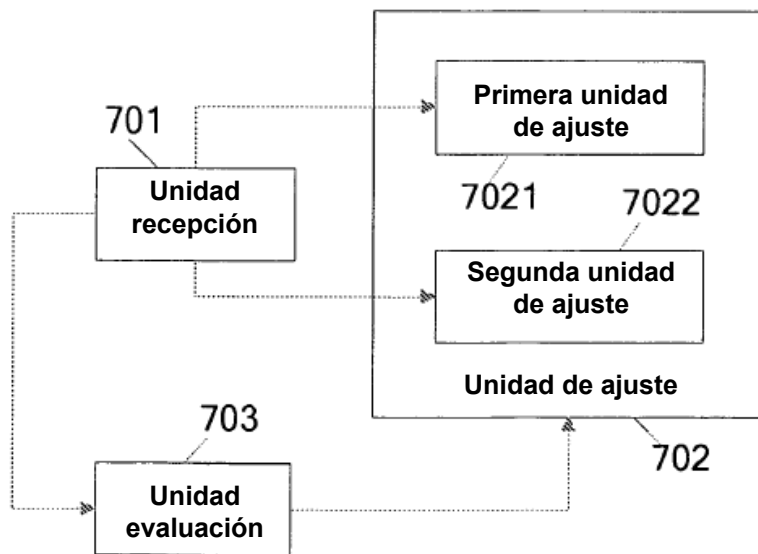 Primera unidad
de ajuste
701
7021
Unidad
recepción
7022
Segunda unidad
de ajuste
Unidad de ajuste
703
702
Unidad
evaluación